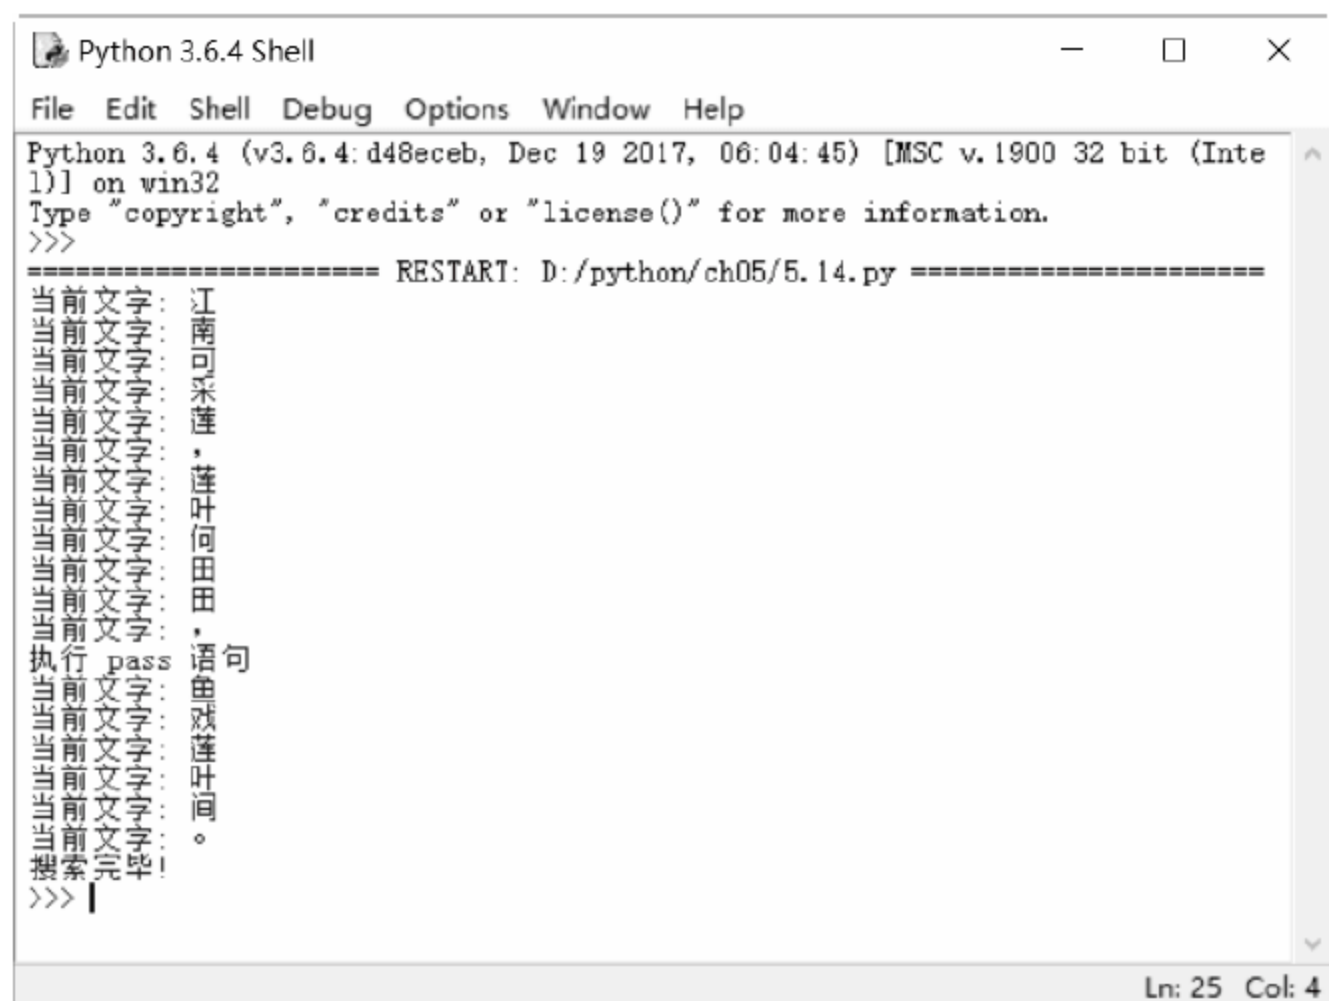 Python 3.6.4 Shell
File Edit Shell Debug Options Window Help
Python 3.6.4 (v3.6.4:d48eceb, Dec 19 2017, 06:04:45) [MSC v.1900 32 bit (Inte
l)] on win32
Type "copyright", "credits" or "license()" for more information.
>>>
====================== RESTART: D:/python/ch05/5.14.py ======================
当前文字: 江
当前文字: 南
当前文字: 可
当前文字: 采
当前文字: 莲
当前文字: ，
当前文字: 莲
当前文字: 叶
当前文字: 何
当前文字: 田
当前文字: 田
当前文字: ，
执行 pass 语句
当前文字: 鱼
当前文字: 戏
当前文字: 莲
当前文字: 叶
当前文字: 间
当前文字: 。
搜索完毕!
>>>
Ln: 25 Col: 4